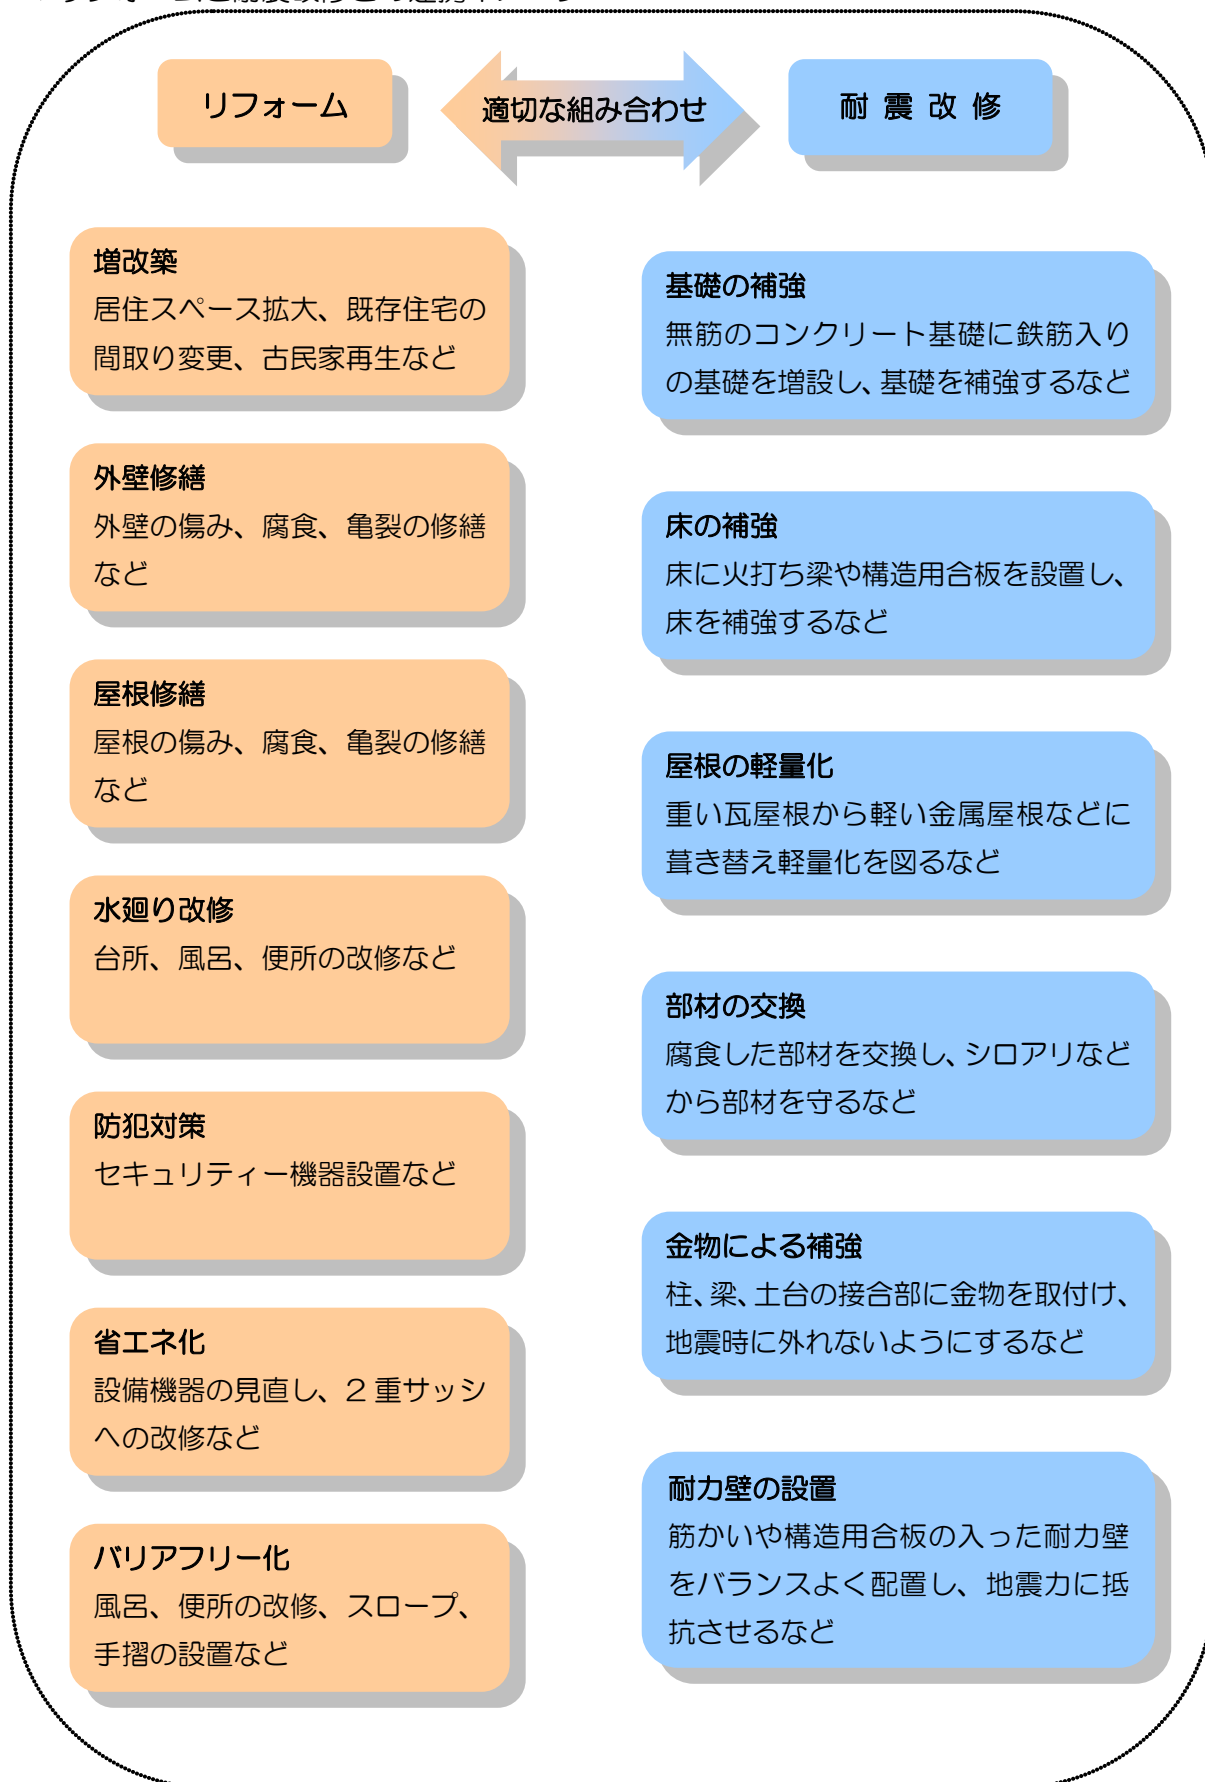 リフォーム
適切な組み合わせ
耐震改修
増改築
居住スペース拡大、既存住宅の
間取り変更、古民家再生など
外壁修繕
外壁の傷み、腐食、亀裂の修繕
など
屋根修繕
屋根の傷み、腐食、亀裂の修繕
など
水廻り改修
台所、風呂、便所の改修など
防犯対策
セキュリティー機器設置など
省エネ化
設備機器の見直し、2重サッシ
への改修など
バリアフリー化
風呂、便所の改修、スロープ、
手摺の設置など
基礎の補強
無筋のコンクリート基礎に鉄筋入り
の基礎を増設し、基礎を補強するなど
床の補強
床に火打ち梁や構造用合板を設置し、
床を補強するなど
屋根の軽量化
重い瓦屋根から軽い金属屋根などに
葺き替え軽量化を図るなど
部材の交換
腐食した部材を交換し、シロアリなど
から部材を守るなど
金物による補強
柱、梁、土台の接合部に金物を取付け、
地震時に外れないようにするなど
耐力壁の設置
筋かいや構造用合板の入った耐力壁
をバランスよく配置し、地震力に抵
抗させるなど